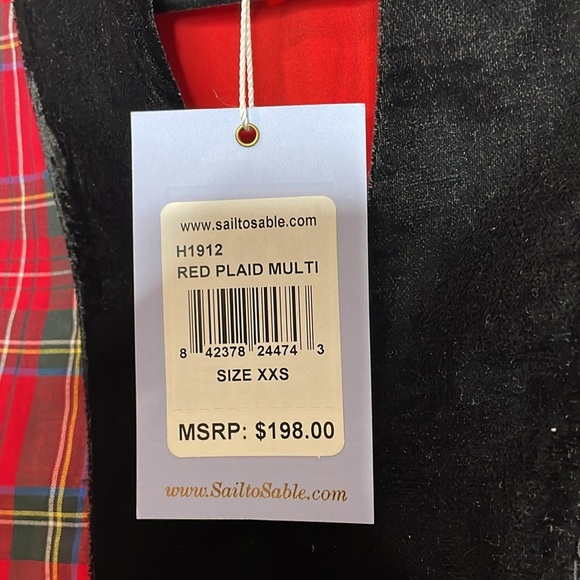 www.sailtosable.com
H1912
RED PLAID MULTI
8 42378 24474 3
SIZE XXS
MSRP: $198.00
www.SailtoSable.com